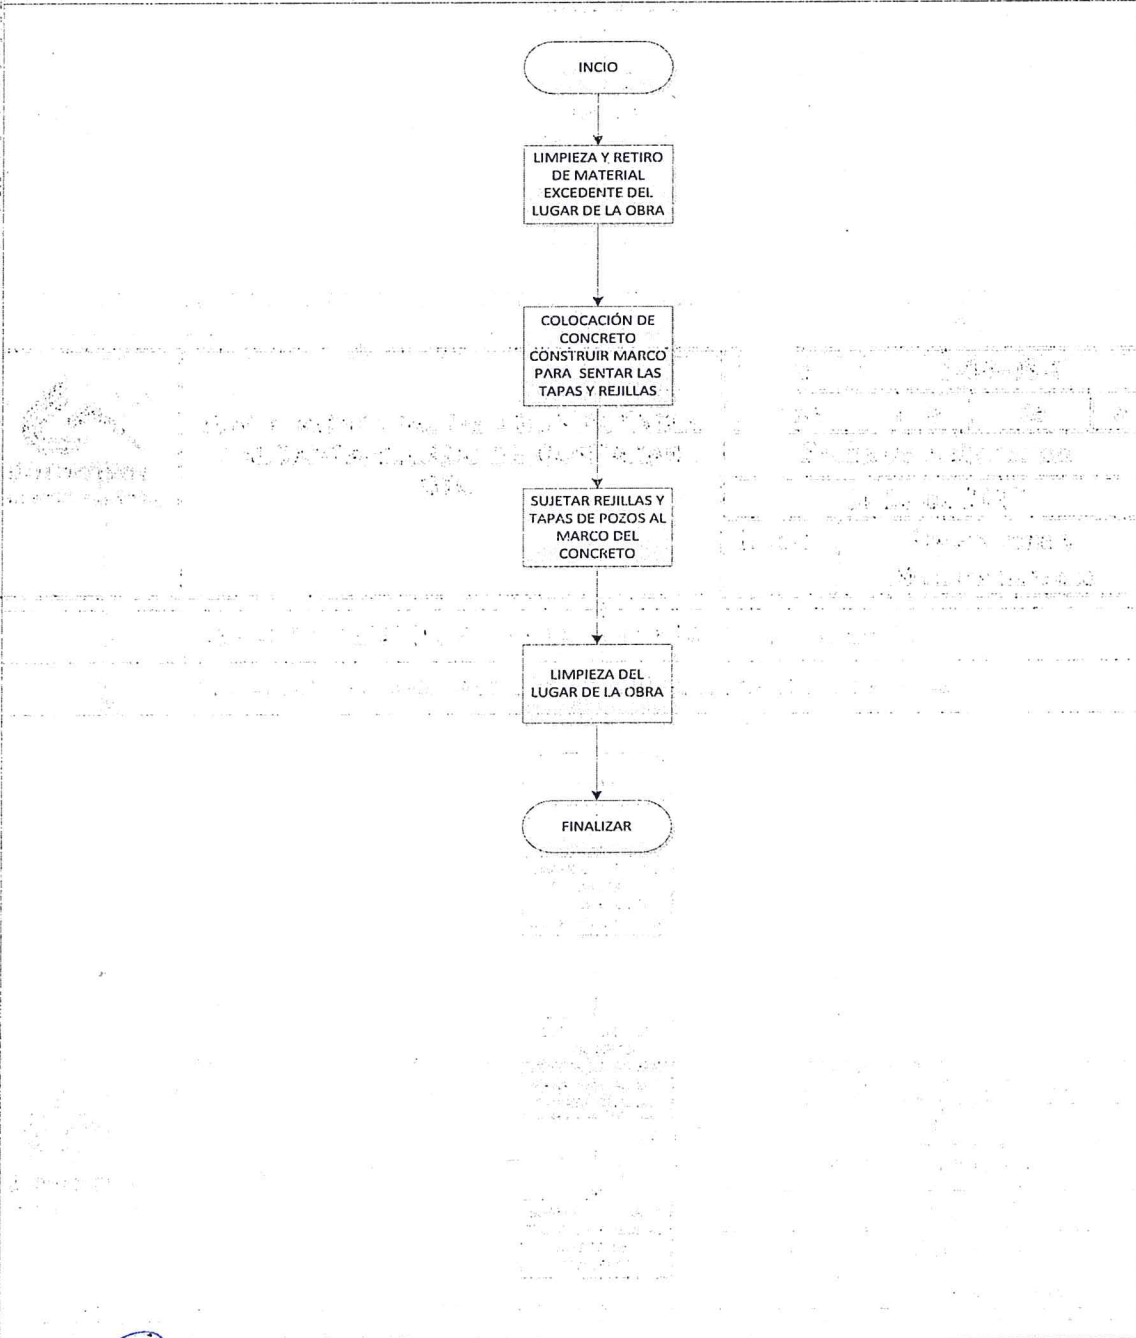 INCIO
LIMPIEZA Y RETIRO
DE MATERIAL
EXCEDENTE DEL
LUGAR DE LA OBRA
COLOCACIÓN DE
CONCRETO
CONSTRUIR MARCO
PARA SENTAR LAS
TAPAS Y REJILLAS
SUJETAR REJILLAS Y
TAPAS DE POZOS AL
MARCO DEL
CONCRETO
LIMPIEZA DEL
LUGAR DE LA OBRA
FINALIZAR